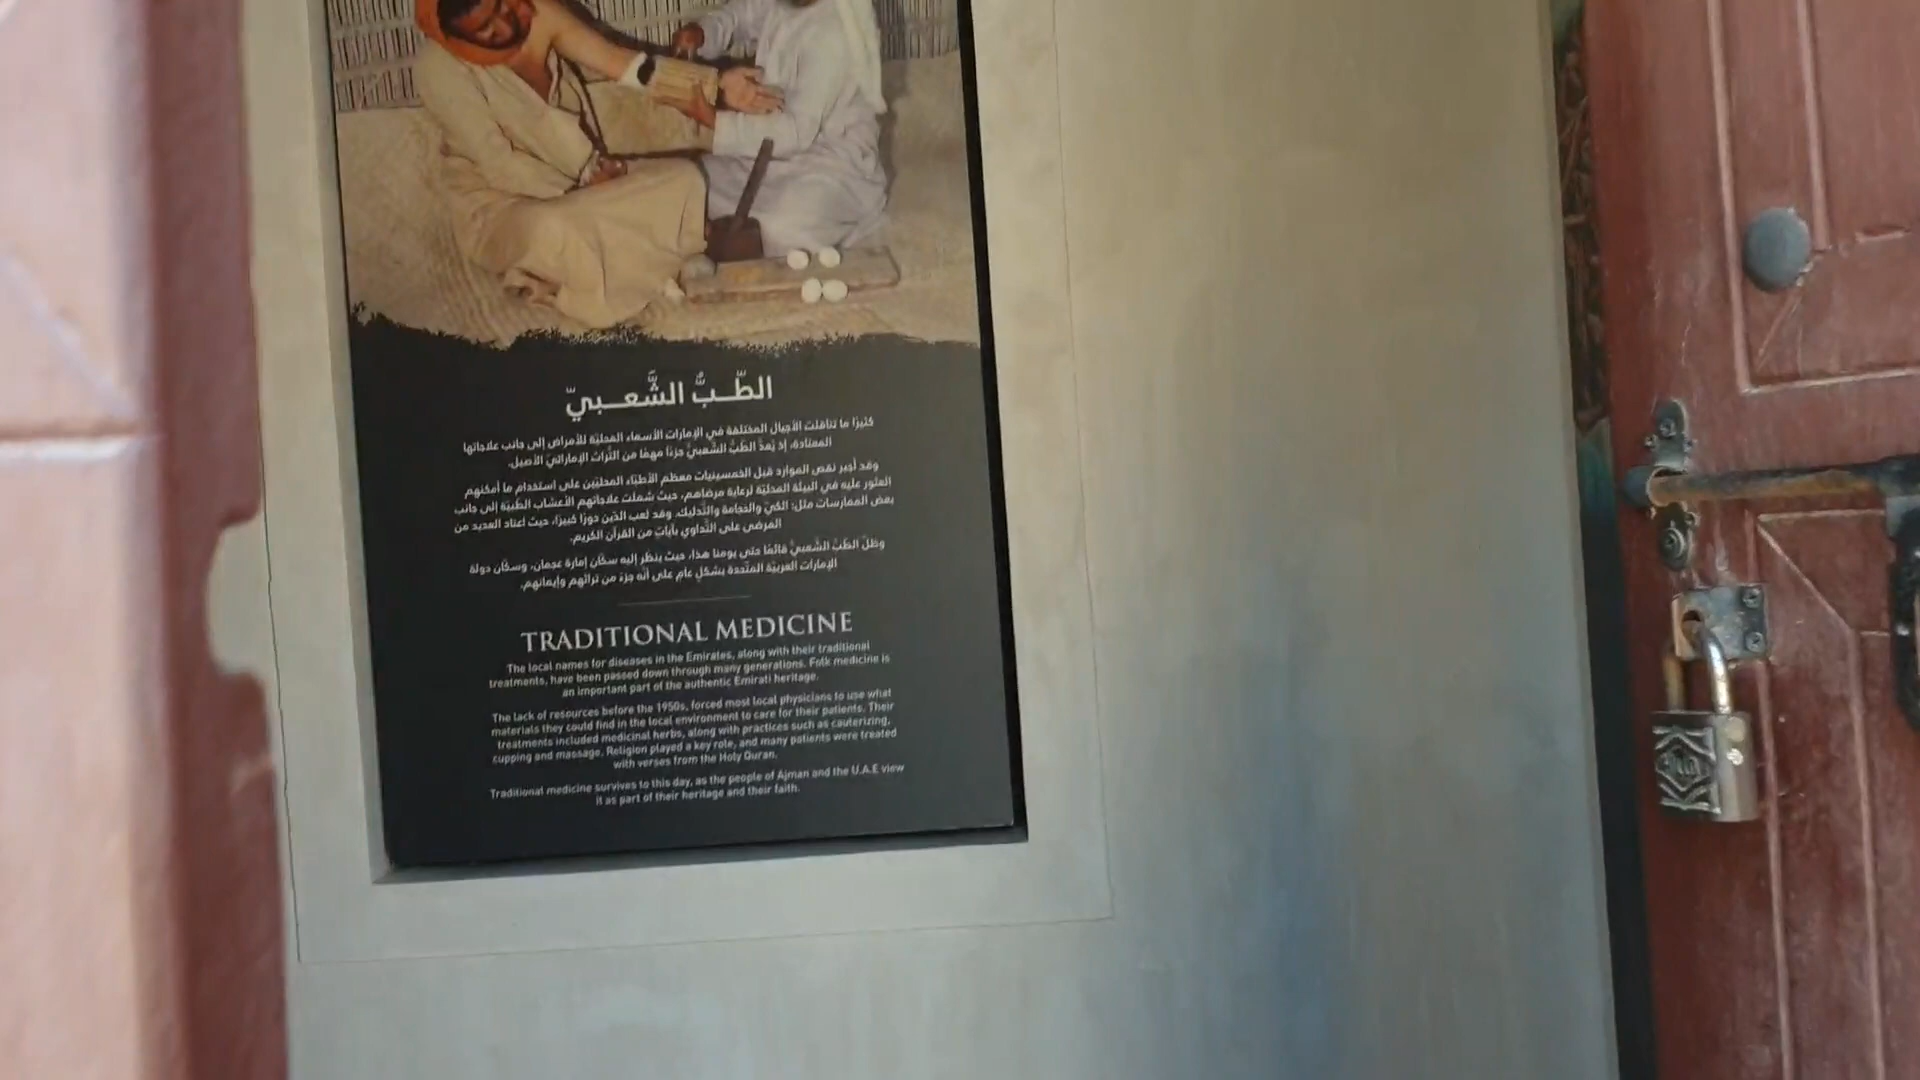 الطّـبُّ الشَّعـبيّ
كثيرًا ما تناقلت الأجيال المختلفة في الإمارات الأسماء المحليّة للأمراض إلى جانب علاجاتها
المعتادة، إذ يُعدُّ الطّبُّ الشَّعبيُّ جزءًا مهمًا من التُّراث الإماراتيّ الأصيل.
وقد أجبر نقص الموارد قبل الخمسينيات معظم الأطبّاء المحليّين على استخدام ما أمكنهم
العثور عليه في البيئة المحليّة لرعاية مرضاهم، حيث شملت علاجاتهم الأعشاب الطّبيّة إلى جانب
بعض الممارسات مثل: الكيّ والحجامة والتّدليك. وقد لعب الدّين دورًا كبيرًا، حيث اعتاد العديد من
المرضى على التَّداوي بآيات من القرآن الكريم.
وظلّ الطّبُّ الشَّعبيُّ قائمًا حتى يومنا هذا، حيث ينظر إليه سكّان إمارة عجمان، وسكّان دولة
الإمارات العربيّة المتّحدة بشكل عام على أنّه جزء من تراثهم وإيمانهم.
TRADITIONAL MEDICINE
The local names for diseases in the Emirates, along with their traditional
treatments, have been passed down through many generations. Folk medicine is
an important part of the authentic Emirati heritage.
The lack of resources before the 1950s, forced most local physicians to use what
materials they could find in the local environment to care for their patients. Their
treatments included medicinal herbs, along with practices such as cauterizing,
cupping and massage. Religion played a key role, and many patients were treated
with verses from the Holy Quran.
Traditional medicine survives to this day, as the people of Ajman and the U.A.E view
it as part of their heritage and their faith.